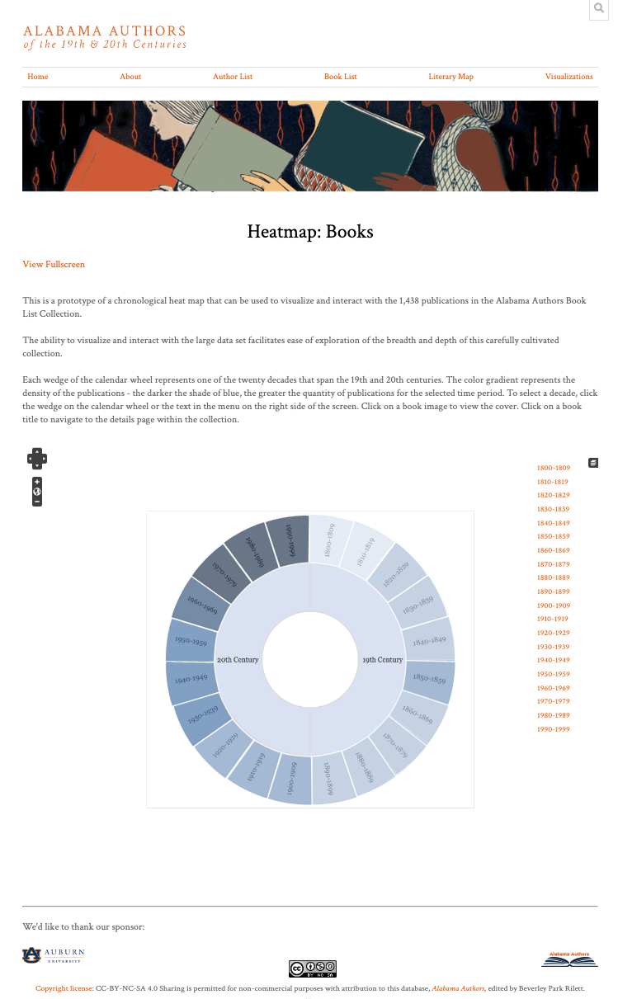 ALABAMA AUTHORS
of the 19th & 20th Centuries
Home About Author List Book List Literary Map Visualizations
Heatmap: Books
View Fullscreen
This is a prototype of a chronological heat map that can be used to visualize and interact with the 1,438 publications in the Alabama Authors Book
List Collection.
The ability to visualize and interact with the large data set facilitates ease of exploration of the breadth and depth of this carefully cultivated
collection.
Each wedge of the calendar wheel represents one of the twenty decades that span the 19th and 20th centuries. The color gradient represents the
density of the publications - the darker the shade of blue, the greater the quantity of publications for the selected time period. To select a decade, click
the wedge on the calendar wheel or the text in the menu on the right side of the screen. Click on a book image to view the cover. Click on a book
title to navigate to the details page within the collection.
1800-1809
1810-1819
1820-1829
1830-1839
1840-1849
1850-1859
1860-1869
1870-1879
1880-1889
1890-1899
1900-1909
1910-1919
1920-1929
1930-1939
1940-1949
1950-1959
1960-1969
1970-1979
1980-1989
1990-1999
20th Century
19th Century
1800-1809
1810-1819
1820-1829
1830-1839
1840-1849
1850-1859
1860-1869
1870-1879
1880-1889
1890-1899
1900-1909
1910-1919
1920-1929
1930-1939
1940-1949
1950-1959
1960-1969
1970-1979
1980-1989
1990-1999
We'd like to thank our sponsor:
AUBURN
UNIVERSITY
cc
BY NC SA
Alabama Authors
Copyright license: CC-BY-NC-SA 4.0 Sharing is permitted for non-commercial purposes with attribution to this database, Alabama Authors, edited by Beverley Park Rilett.